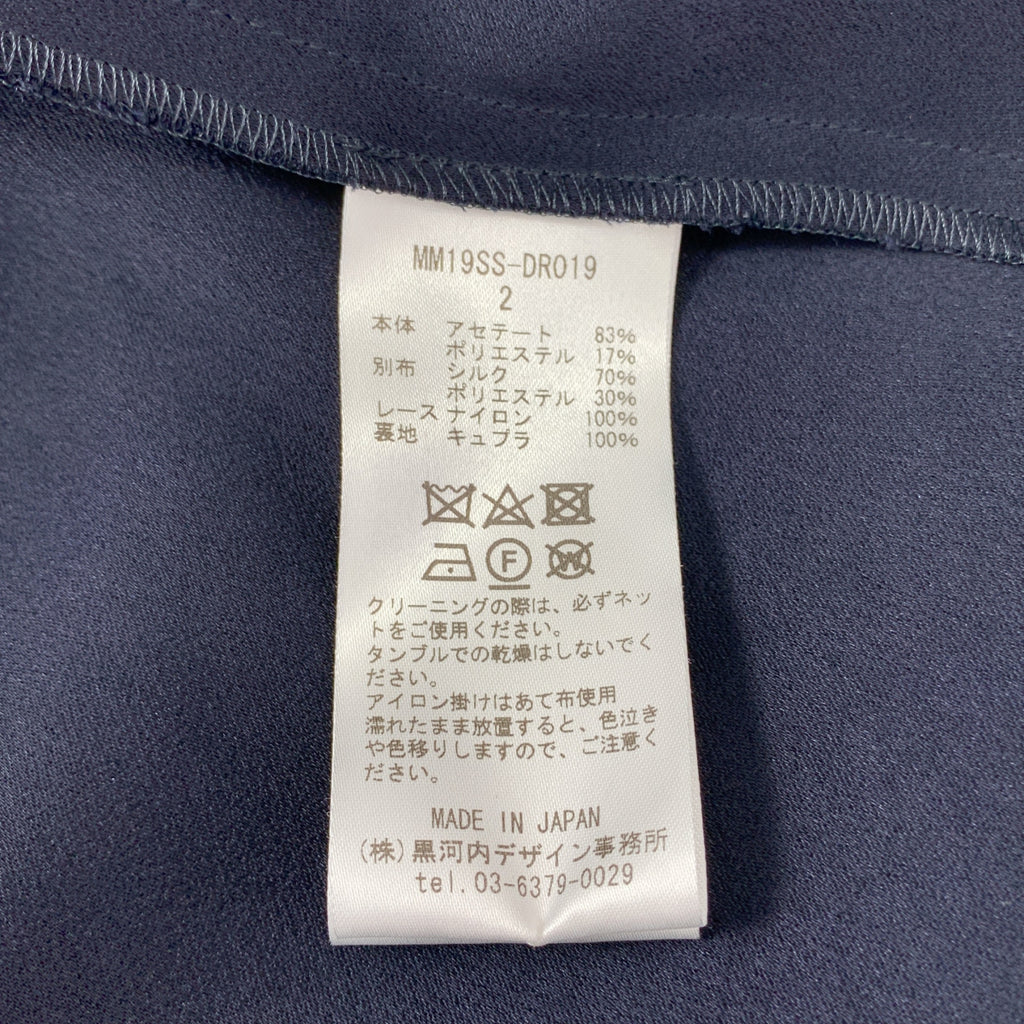 MM19SS-DR019
2
本体 アセテート 83%
ポリエステル 17%
別布 シルク 70%
ポリエステル 30%
レース ナイロン 100%
裏地 キュプラ 100%
F W
クリーニングの際は、必ずネッ
トをご使用ください。
タンブルでの乾燥はしないでく
ださい。
アイロン掛けはあて布使用
濡れたまま放置すると、色泣き
や色移りしますので、ご注意く
ださい。
MADE IN JAPAN
(株)黒河内デザイン事務所
tel.03-6379-0029